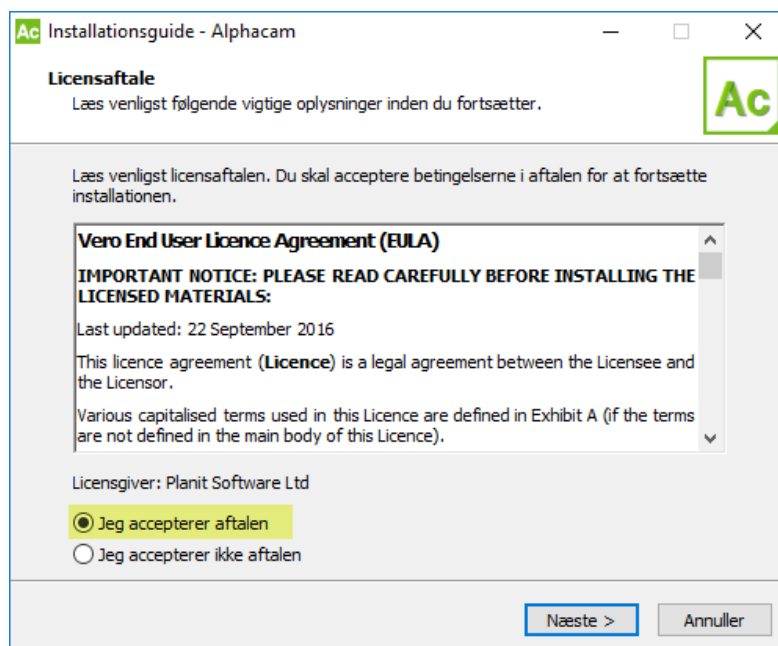 Ac Installationsguide - Alphacam
Licensaftale
Læs venligst følgende vigtige oplysninger inden du fortsætter.
Ac
Læs venligst licensaftalen. Du skal acceptere betingelserne i aftalen for at fortsætte
installationen.
Vero End User Licence Agreement (EULA)
IMPORTANT NOTICE: PLEASE READ CAREFULLY BEFORE INSTALLING THE
LICENSED MATERIALS:
Last updated: 22 September 2016
This licence agreement (Licence) is a legal agreement between the Licensee and
the Licensor.
Various capitalised terms used in this Licence are defined in Exhibit A (if the terms
are not defined in the main body of this Licence).
Licensgiver: Planit Software Ltd
Jeg accepterer aftalen
Jeg accepterer ikke aftalen
Næste >
Annuller